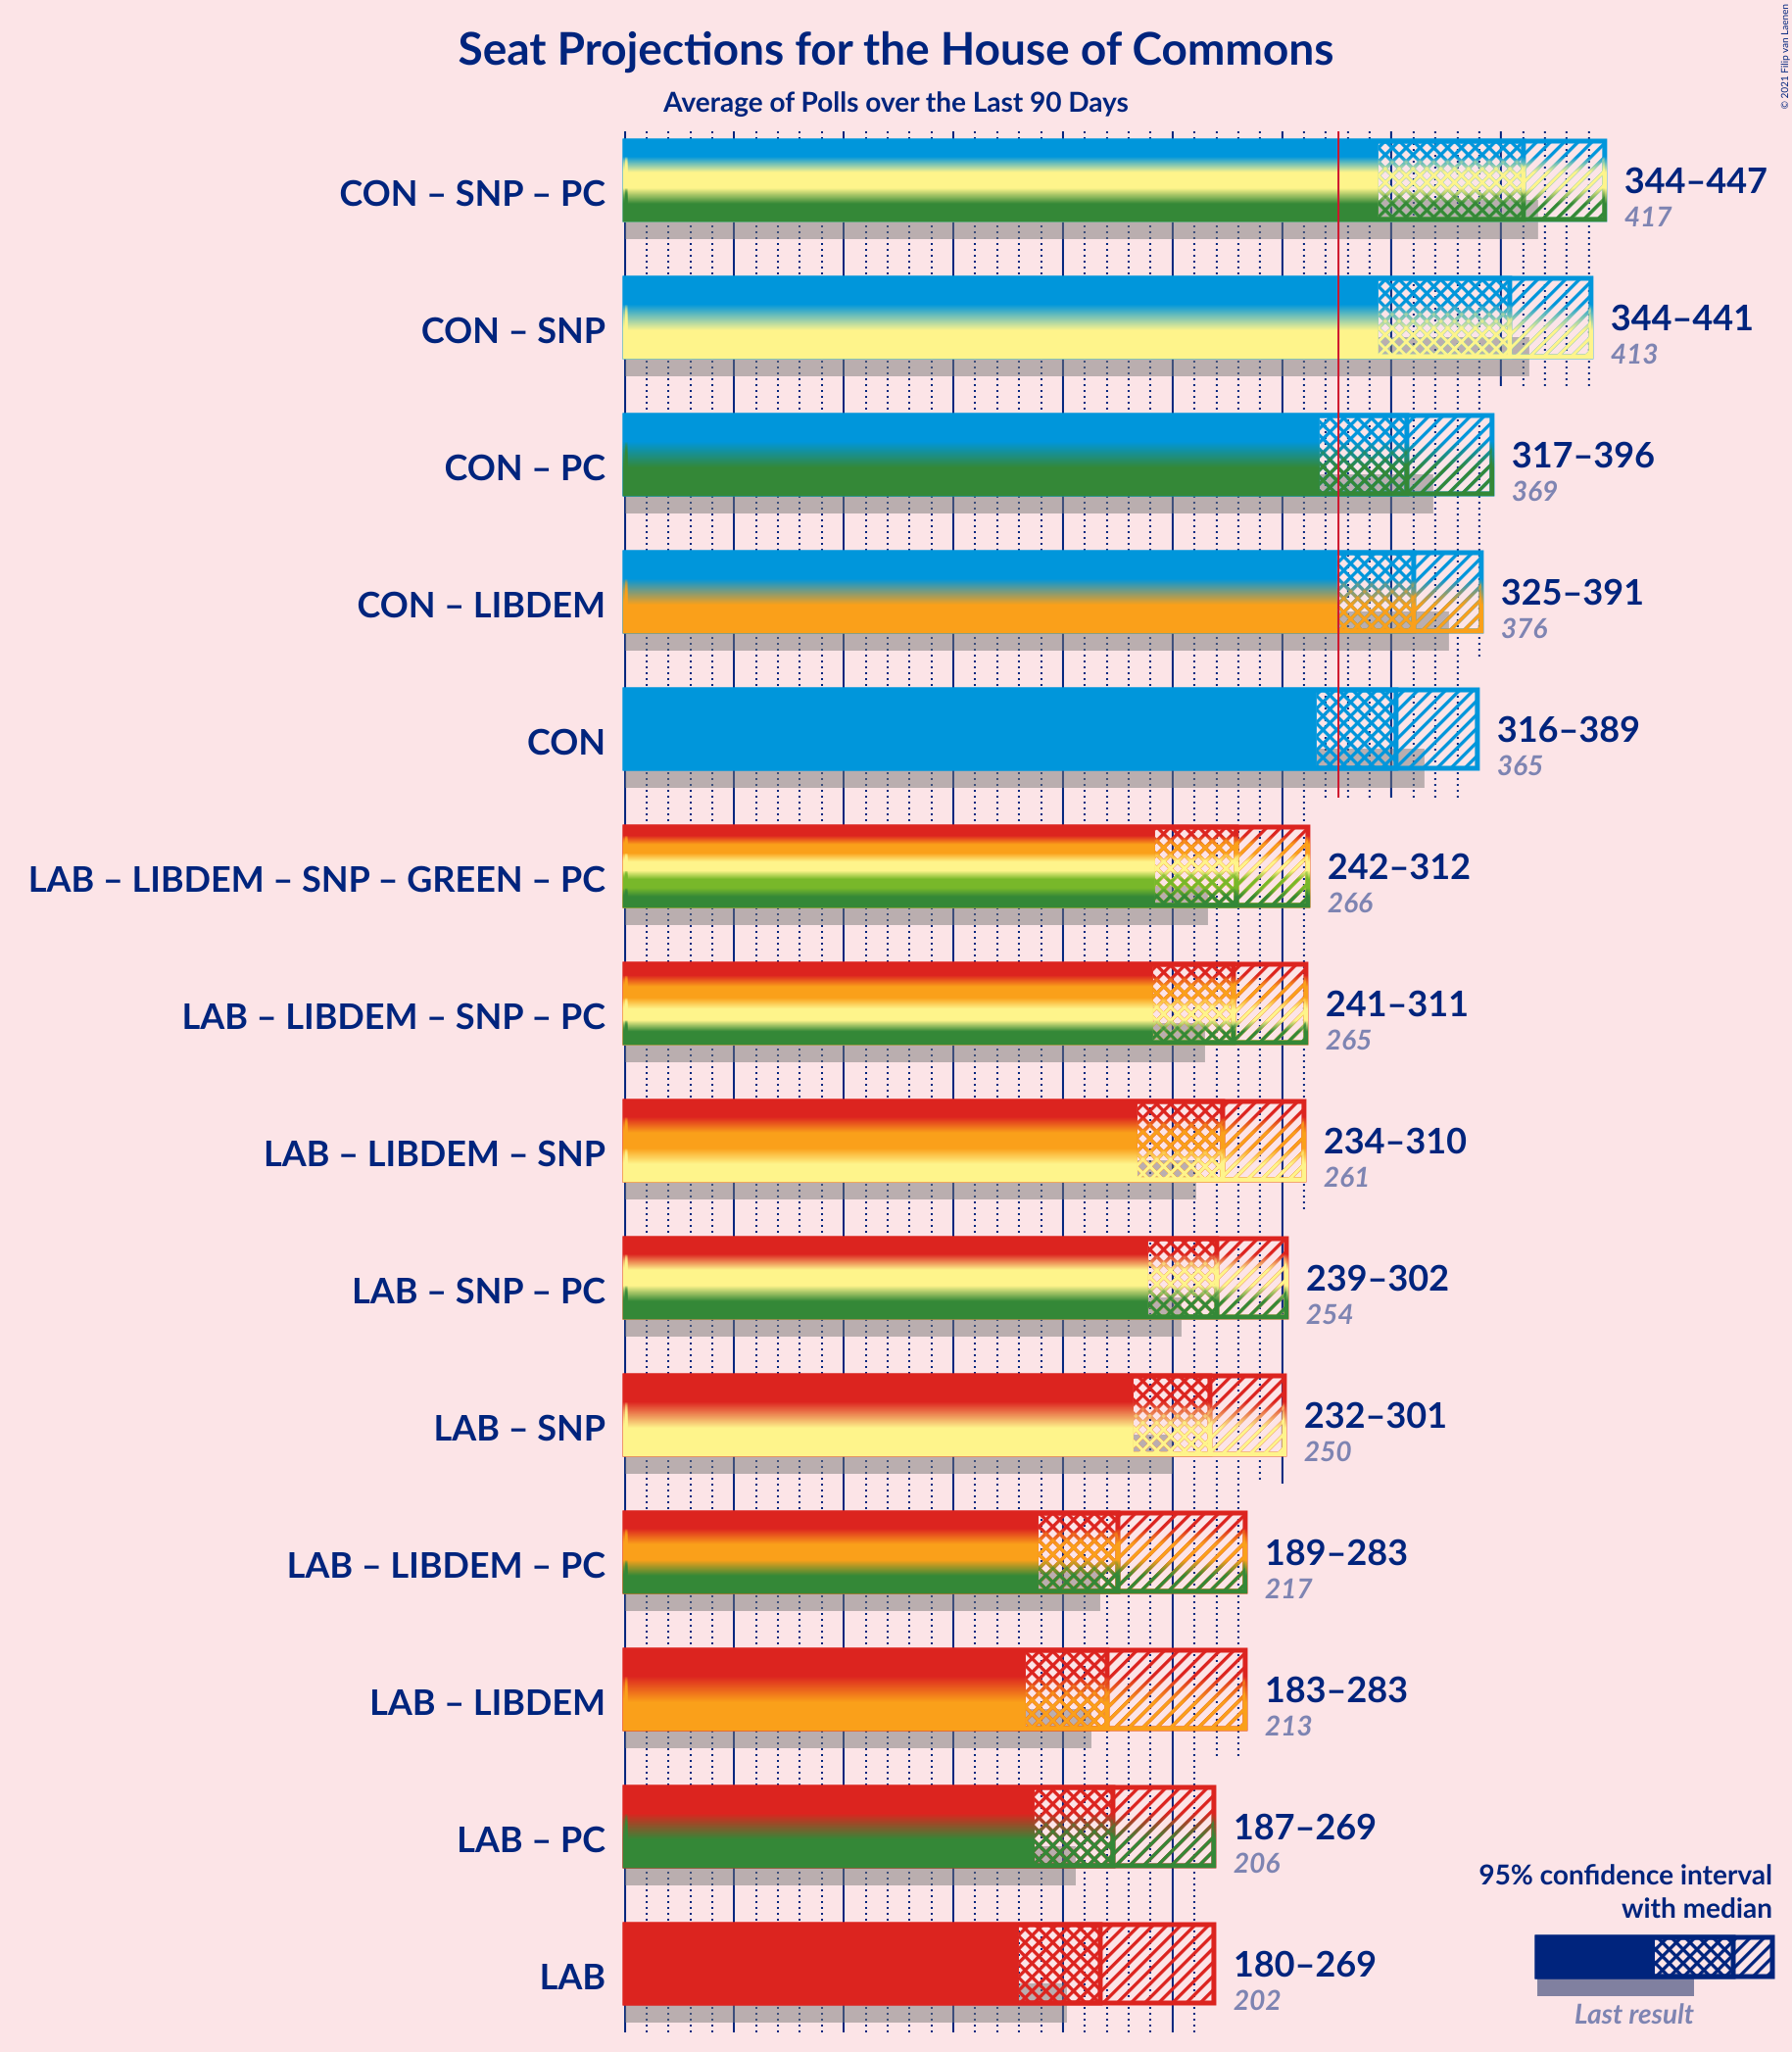 Seat Projections for the House of Commons
Average of Polls over the Last 90 Days
© 2021 Filip van Laenen
CON – SNP – PC
344–447
417
CON – SNP
344–441
413
CON – PC
317–396
369
CON – LIBDEM
325–391
376
CON
316–389
365
LAB – LIBDEM – SNP – GREEN – PC
242–312
266
LAB – LIBDEM – SNP – PC
241–311
265
LAB – LIBDEM – SNP
234–310
261
LAB – SNP – PC
239–302
254
LAB – SNP
232–301
250
LAB – LIBDEM – PC
189–283
217
LAB – LIBDEM
183–283
213
LAB – PC
187–269
206
LAB
180–269
202
95% confidence interval
with median
Last result